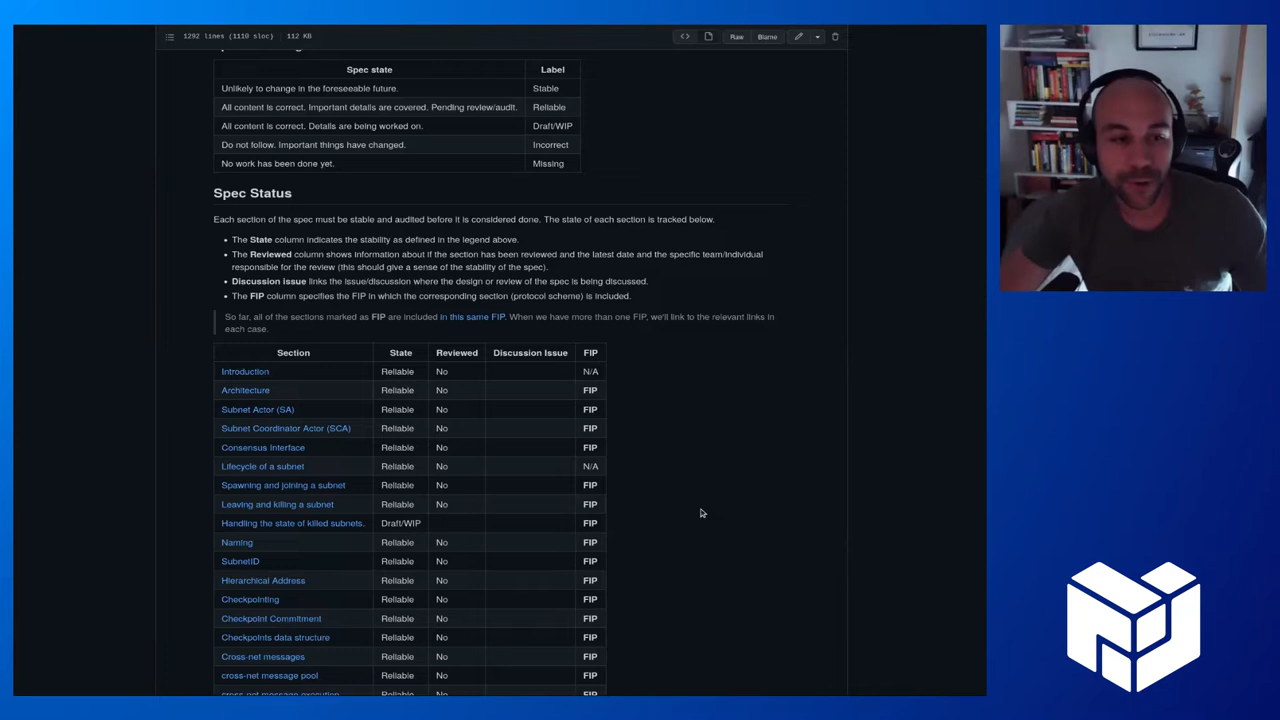 1292 lines (1110 sloc) 112 KB
Raw
Blame
Spec state Label
Unlikely to change in the foreseeable future. Stable
All content is correct. Important details are covered. Pending review/audit. Reliable
All content is correct. Details are being worked on. Draft/WIP
Do not follow. Important things have changed. Incorrect
No work has been done yet. Missing
Spec Status
Each section of the spec must be stable and audited before it is considered done. The state of each section is tracked below.
• The State column indicates the stability as defined in the legend above.
• The Reviewed column shows information about if the section has been reviewed and the latest date and the specific team/individual
responsible for the review (this should give a sense of the stability of the spec).
• Discussion issue links the issue/discussion where the design or review of the spec is being discussed.
• The FIP column specifies the FIP in which the corresponding section (protocol scheme) is included.
So far, all of the sections marked as FIP are included in this same FIP. When we have more than one FIP, we'll link to the relevant links in
each case.
Section State Reviewed Discussion Issue FIP
Introduction Reliable No N/A
Architecture Reliable No FIP
Subnet Actor (SA) Reliable No FIP
Subnet Coordinator Actor (SCA) Reliable No FIP
Consensus Interface Reliable No FIP
Lifecycle of a subnet Reliable No N/A
Spawning and joining a subnet Reliable No FIP
Leaving and killing a subnet Reliable No FIP
Handling the state of killed subnets. Draft/WIP FIP
Naming Reliable No FIP
SubnetID Reliable No FIP
Hierarchical Address Reliable No FIP
Checkpointing Reliable No FIP
Checkpoint Commitment Reliable No FIP
Checkpoints data structure Reliable No FIP
Cross-net messages Reliable No FIP
cross-net message pool Reliable No FIP
cross-net message execution Reliable No FIP